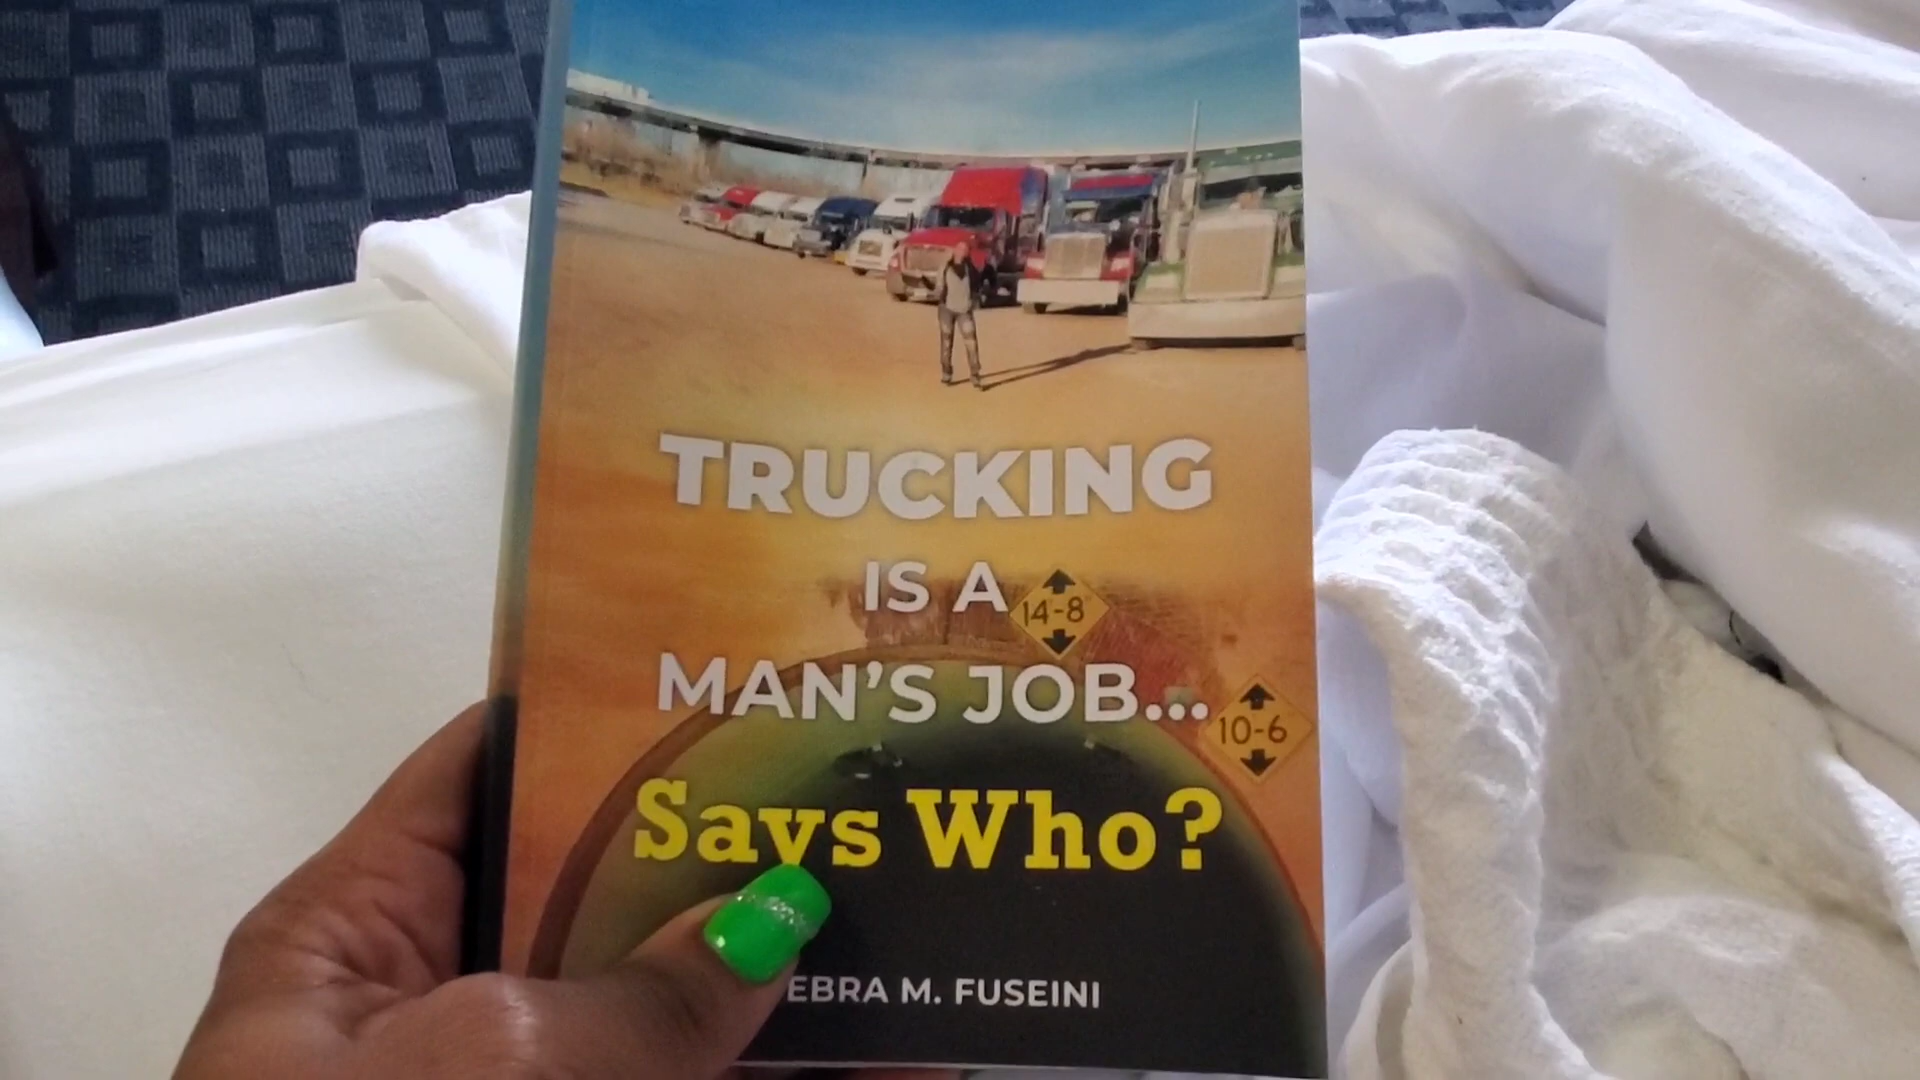 TRUCKING
IS A
14-8
MAN'S JOB...
10-6
Says Who?
EBRA M. FUSEINI